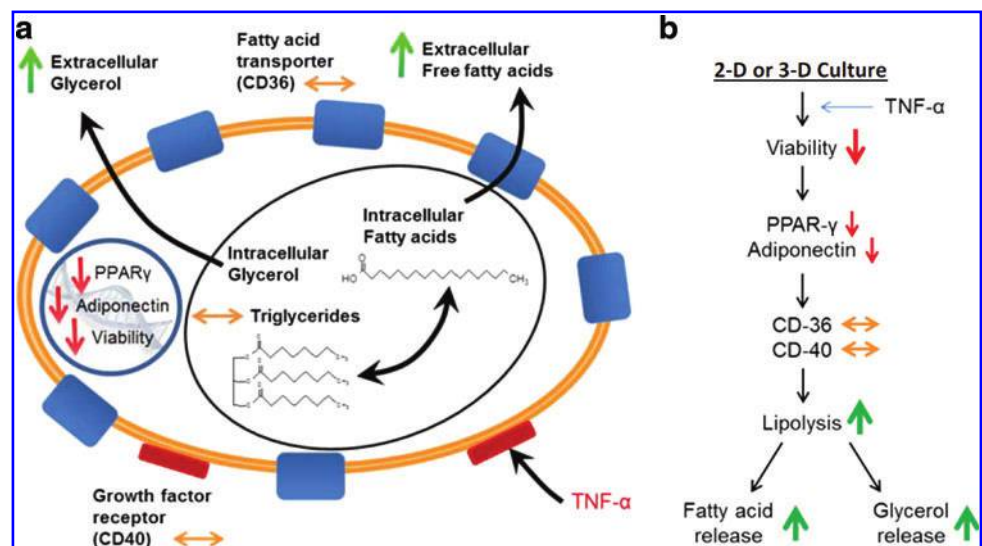 a
Extracellular
Glycerol
Fatty acid
transporter
(CD36)
Extracellular
Free fatty acids
Intracellular
Fatty acids
HO
O
CH₃
Intracellular
Glycerol
PPARγ
Adiponectin
Viability
Triglycerides
Growth factor
receptor
(CD40)
TNF-α
b
2-D or 3-D Culture
TNF-α
Viability
PPAR-γ
Adiponectin
CD-36
CD-40
Lipolysis
Fatty acid
release
Glycerol
release